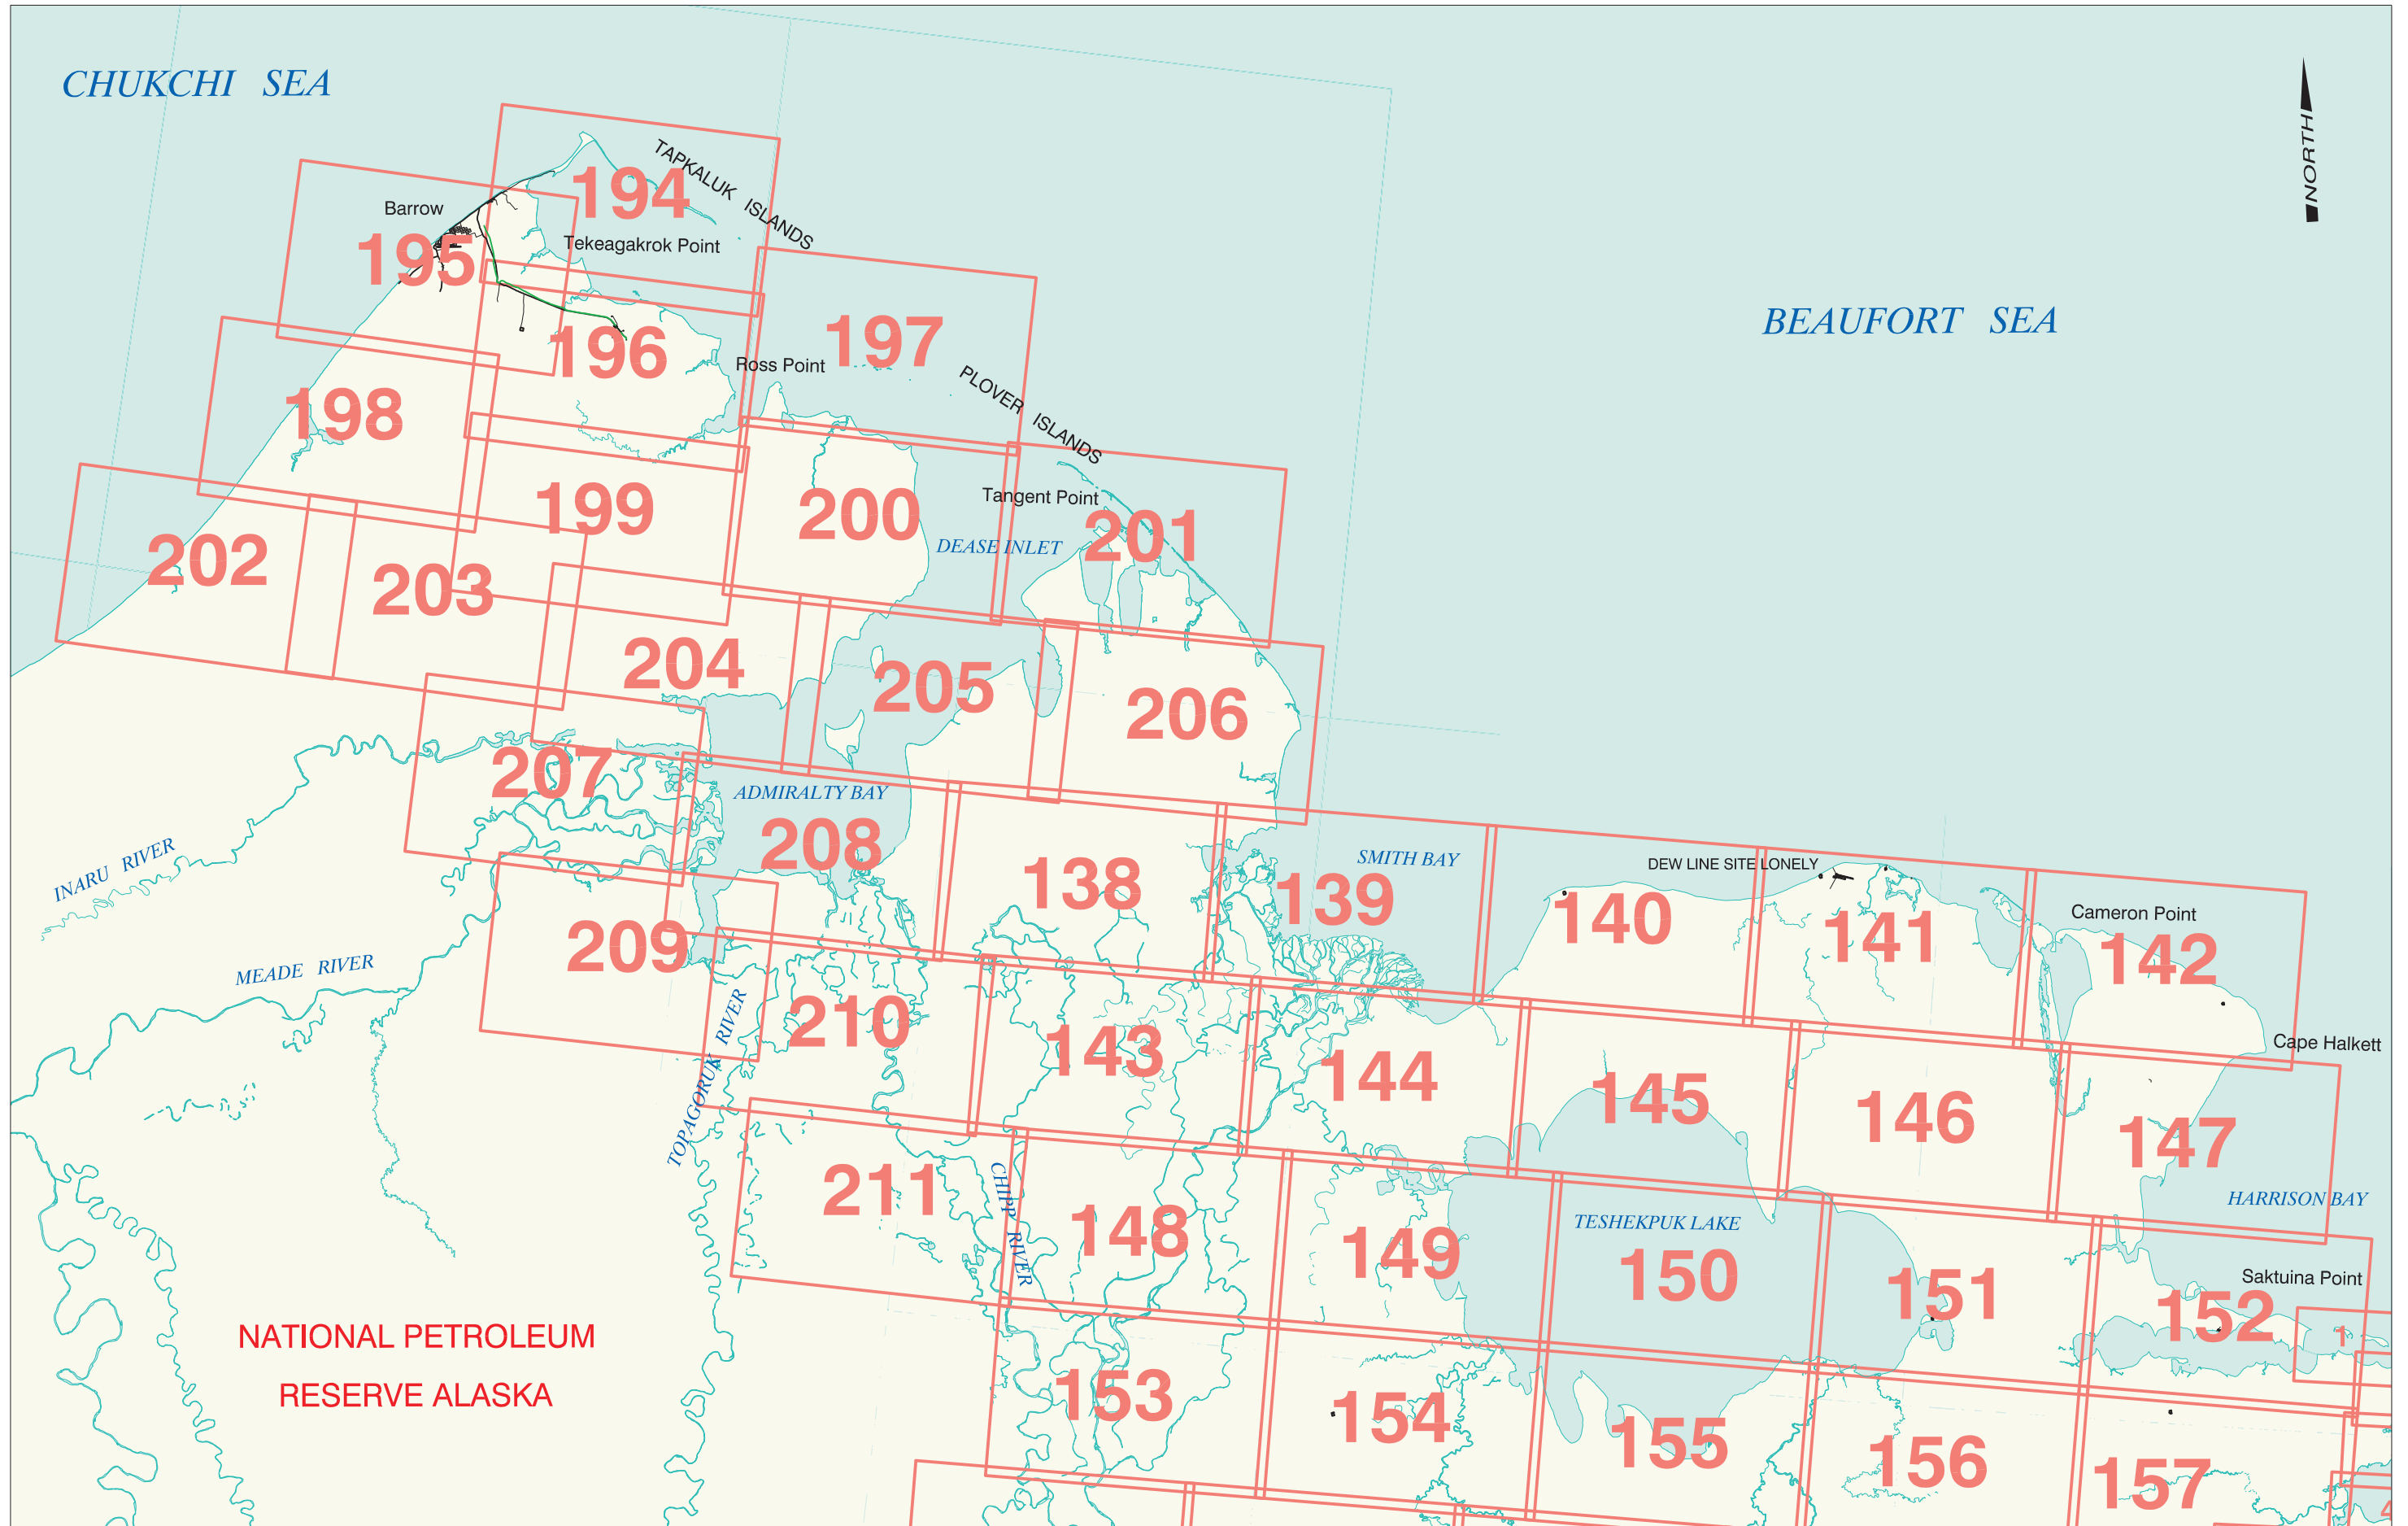 CHUKCHI SEA
NORTH
TAPKALUK ISLANDS
194
Barrow
Tekeagakrok Point
195
BEAUFORT SEA
197
196
Ross Point
PLOVER ISLANDS
198
Tangent Point
199
200
201
DEASE INLET
202
203
204
205
206
207
ADMIRALTY BAY
208
SMITH BAY
DEW LINE SITE LONELY
INARU RIVER
138
139
140
Cameron Point
141
142
209
MEADE RIVER
210
TOPAGORUK RIVER
143
144
Cape Halkett
145
146
147
211
CHIPP RIVER
148
HARRISON BAY
TESHEKPUK LAKE
149
150
Saktuina Point
151
152
1
NATIONAL PETROLEUM
RESERVE ALASKA
153
154
155
156
157